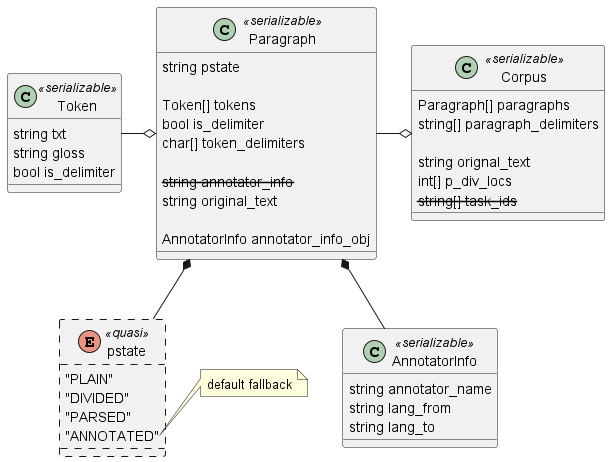 C «serializable»
Token
string txt
string gloss
bool is_delimiter
C «serializable»
Paragraph
string pstate
Token[] tokens
bool is_delimiter
char[] token_delimiters
string annotator_info
string original_text
AnnotatorInfo annotator_info_obj
C «serializable»
Corpus
Paragraph[] paragraphs
string[] paragraph_delimiters
string orignal_text
int[] p_div_locs
string[] task_ids
E «quasi»
pstate
"PLAIN"
"DIVIDED"
"PARSED"
"ANNOTATED"
default fallback
C «serializable»
AnnotatorInfo
string annotator_name
string lang_from
string lang_to